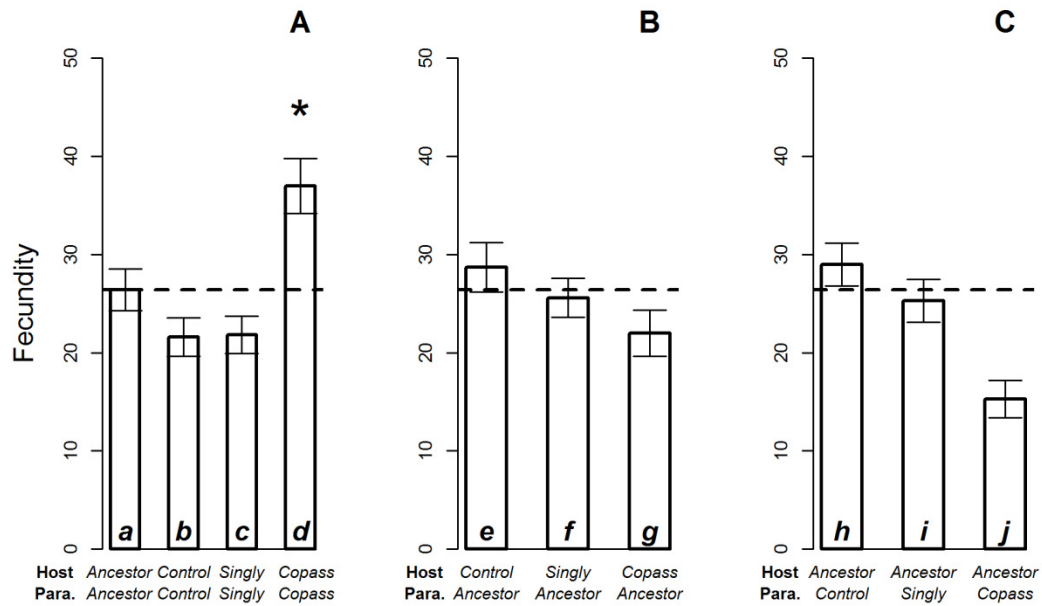 A
B
C
50
40
30
20
10
0
Fecundity
*
a
b
c
d
50
40
30
20
10
0
e
f
g
50
40
30
20
10
0
h
i
j
Host Ancestor Control Singly Copass
Para. Ancestor Control Singly Copass
Host Control Singly Copass
Para. Ancestor Ancestor Ancestor
Host Ancestor Ancestor Ancestor
Para. Control Singly Copass